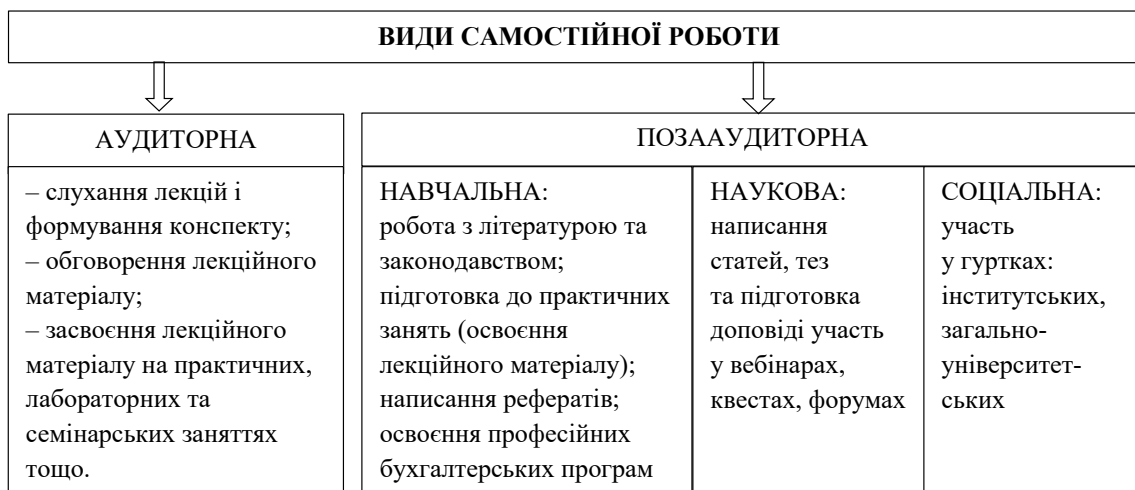 ВИДИ САМОСТІЙНОЇ РОБОТИ
АУДИТОРНА
– слухання лекцій і
формування конспекту;
– обговорення лекційного
матеріалу;
– засвоєння лекційного
матеріалу на практичних,
лабораторних та
семінарських заняттях
тощо.
ПОЗААУДИТОРНА
НАВЧАЛЬНА:
робота з літературою та
законодавством;
підготовка до практичних
занять (освоєння
лекційного матеріалу);
написання рефератів;
освоєння професійних
бухгалтерських програм
НАУКОВА:
написання
статей, тез
та підготовка
доповіді участь
у вебінарах,
квестах, форумах
СОЦІАЛЬНА:
участь
у гуртках:
інститутських,
загально-
університет-
ських